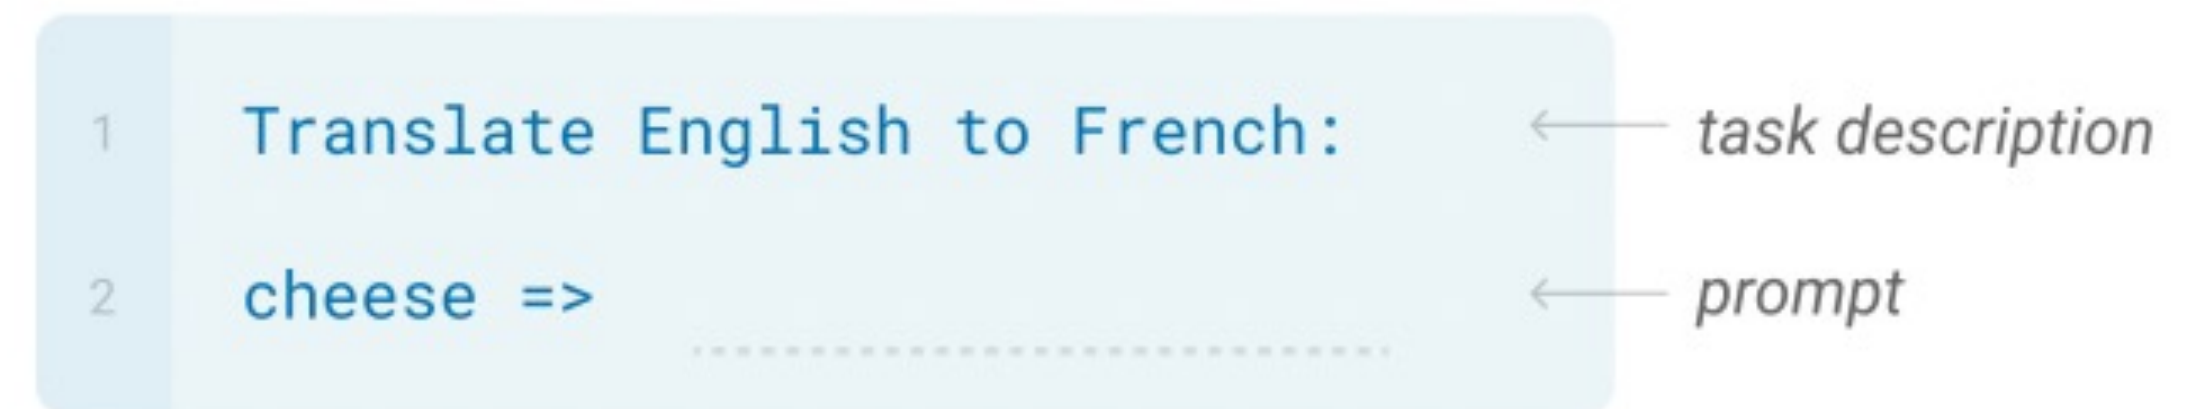 1 Translate English to French: ← task description
2 cheese => ← prompt